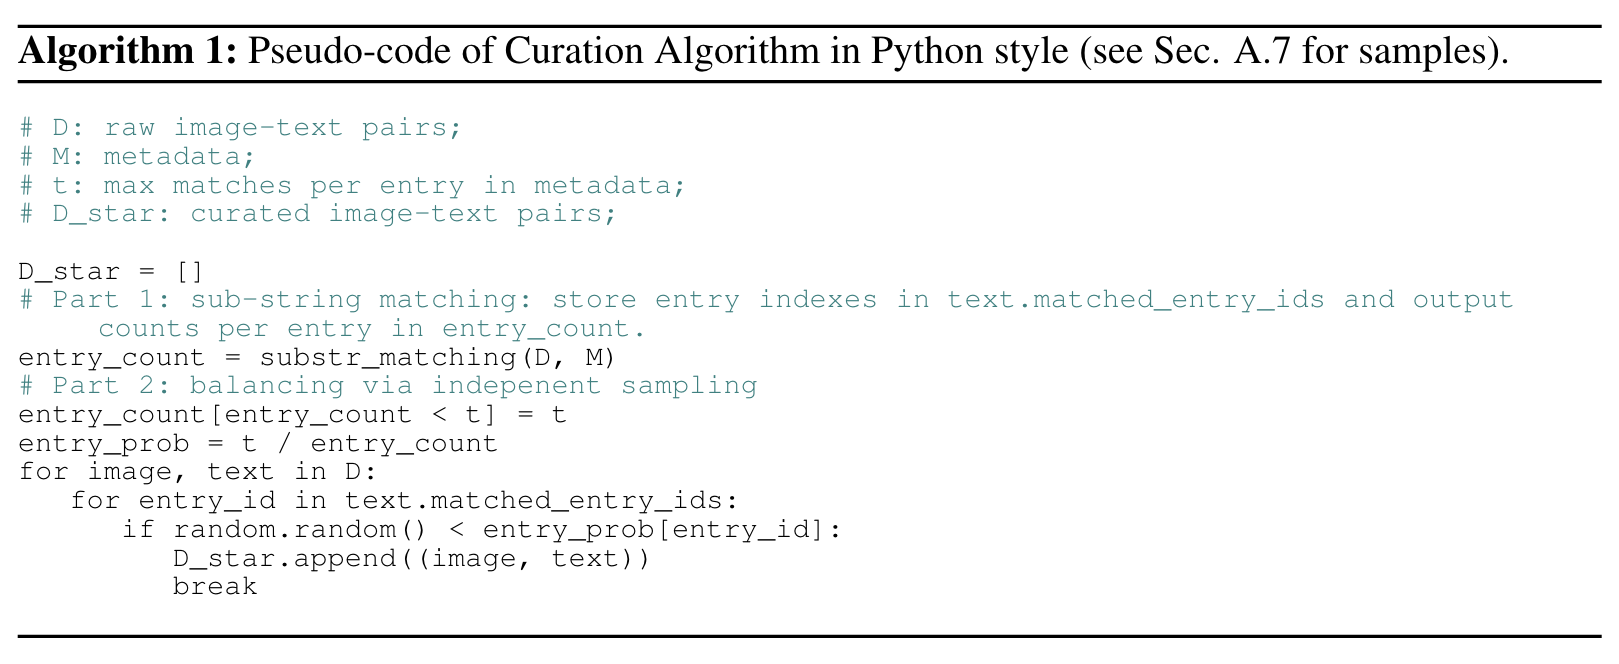 Algorithm 1: Pseudo-code of Curation Algorithm in Python style (see Sec. A.7 for samples).
# D: raw image-text pairs;
# M: metadata;
# t: max matches per entry in metadata;
# D_star: curated image-text pairs;
D_star = []
# Part 1: sub-string matching: store entry indexes in text.matched_entry_ids and output
counts per entry in entry_count.
entry_count = substr_matching(D, M)
# Part 2: balancing via indepenent sampling
entry_count[entry_count < t] = t
entry_prob = t / entry_count
for image, text in D:
   for entry_id in text.matched_entry_ids:
      if random.random() < entry_prob[entry_id]:
         D_star.append((image, text))
         break